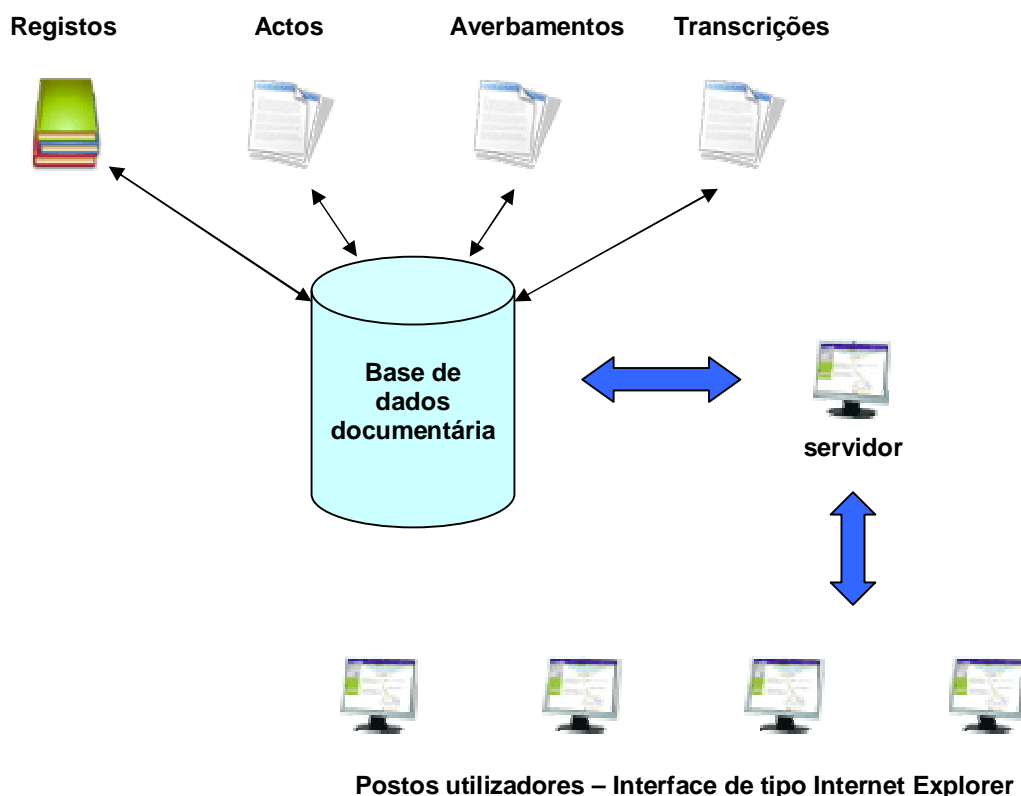 Registos
Actos
Averbamentos
Transcrições
Base de
dados
documentária
servidor
Postos utilizadores – Interface de tipo Internet Explorer